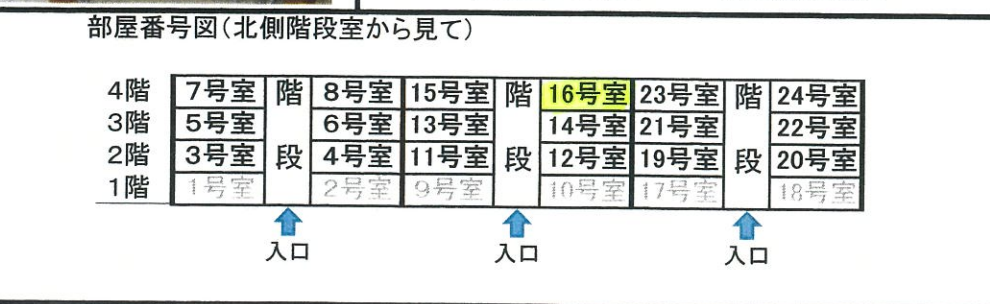 部屋番号図(北側階段室から見て)
4階 7号室 階 8号室 15号室 階 16号室 23号室 階 24号室
3階 5号室 6号室 13号室 14号室 21号室 22号室
2階 3号室 段 4号室 11号室 段 12号室 19号室 段 20号室
1階 1号室 2号室 9号室 10号室 17号室 18号室
入口 入口 入口